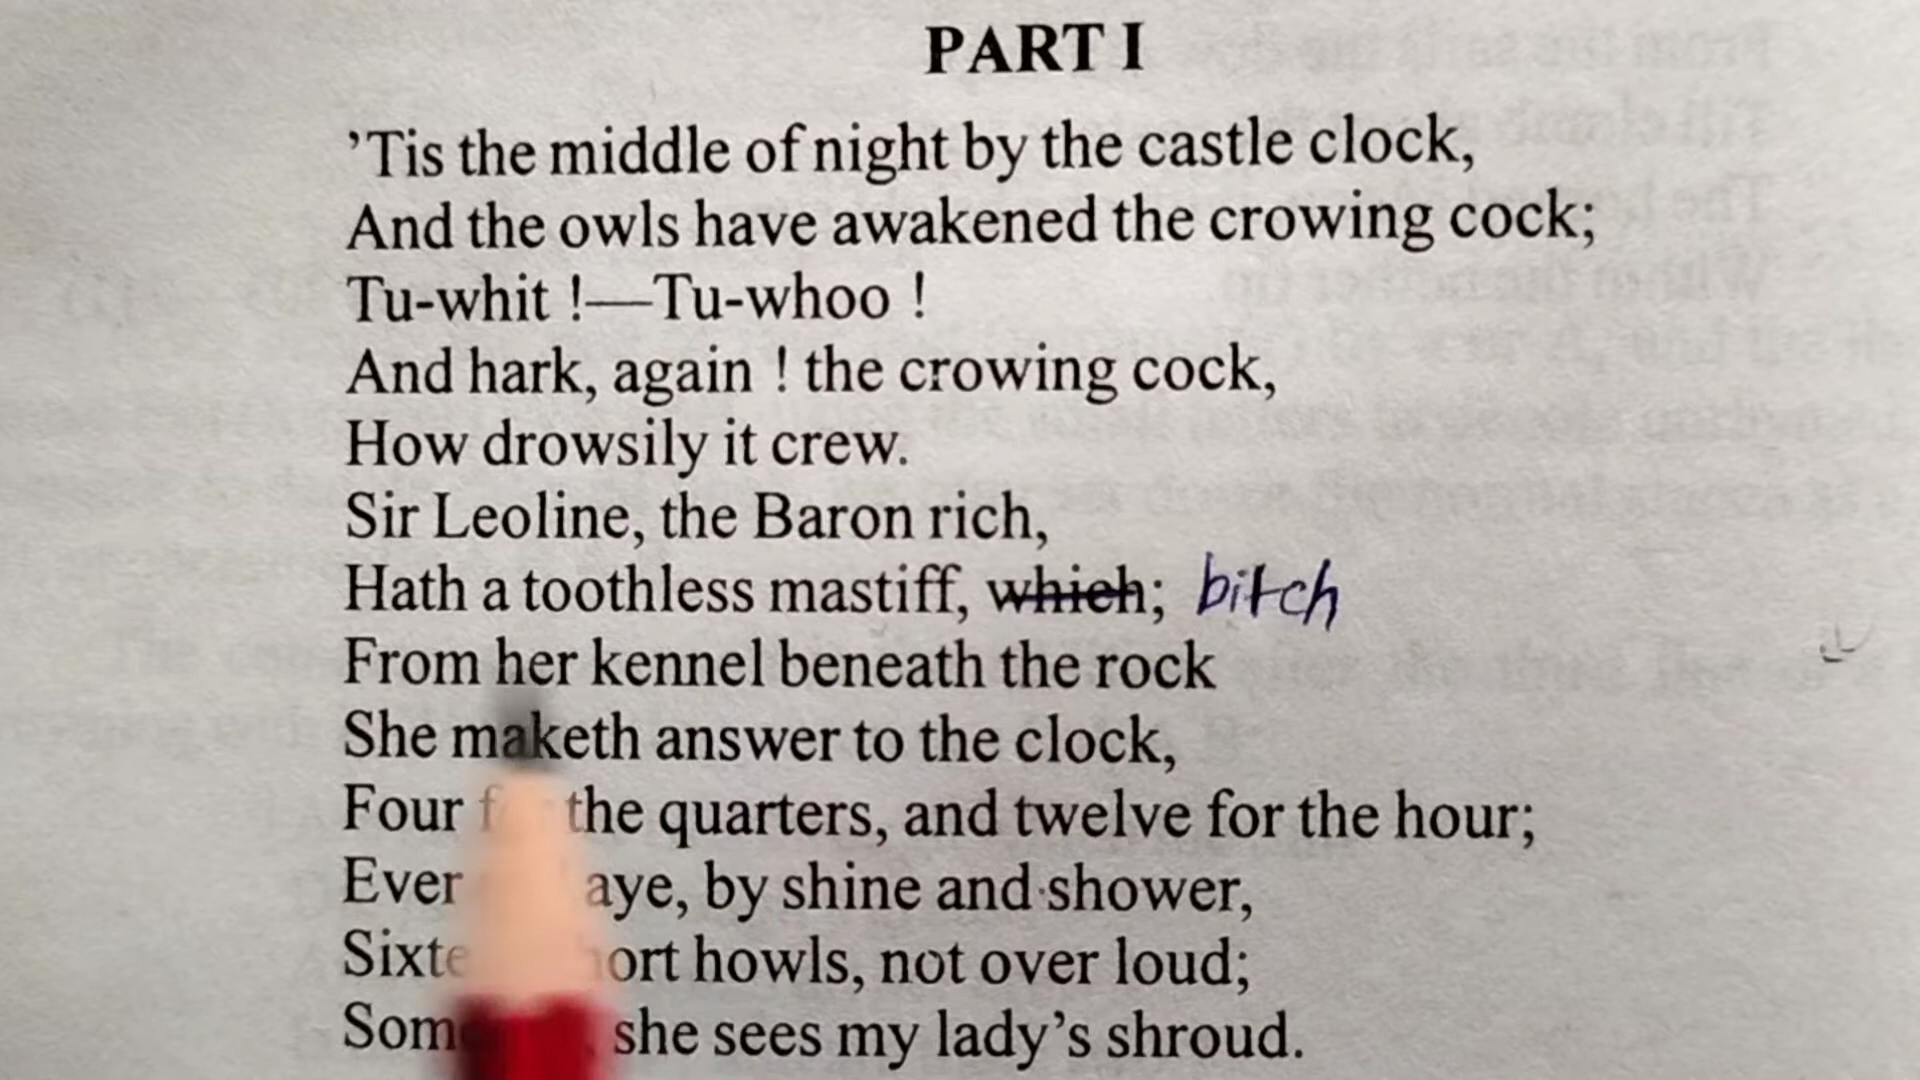 PART I
’Tis the middle of night by the castle clock,
And the owls have awakened the crowing cock;
Tu-whit !—Tu-whoo !
And hark, again ! the crowing cock,
How drowsily it crew.
Sir Leoline, the Baron rich,
Hath a toothless mastiff, which; bitch
From her kennel beneath the rock
She maketh answer to the clock,
Four the quarters, and twelve for the hour;
Ever aye, by shine and shower,
howls, not over loud;
she sees my lady’s shroud.